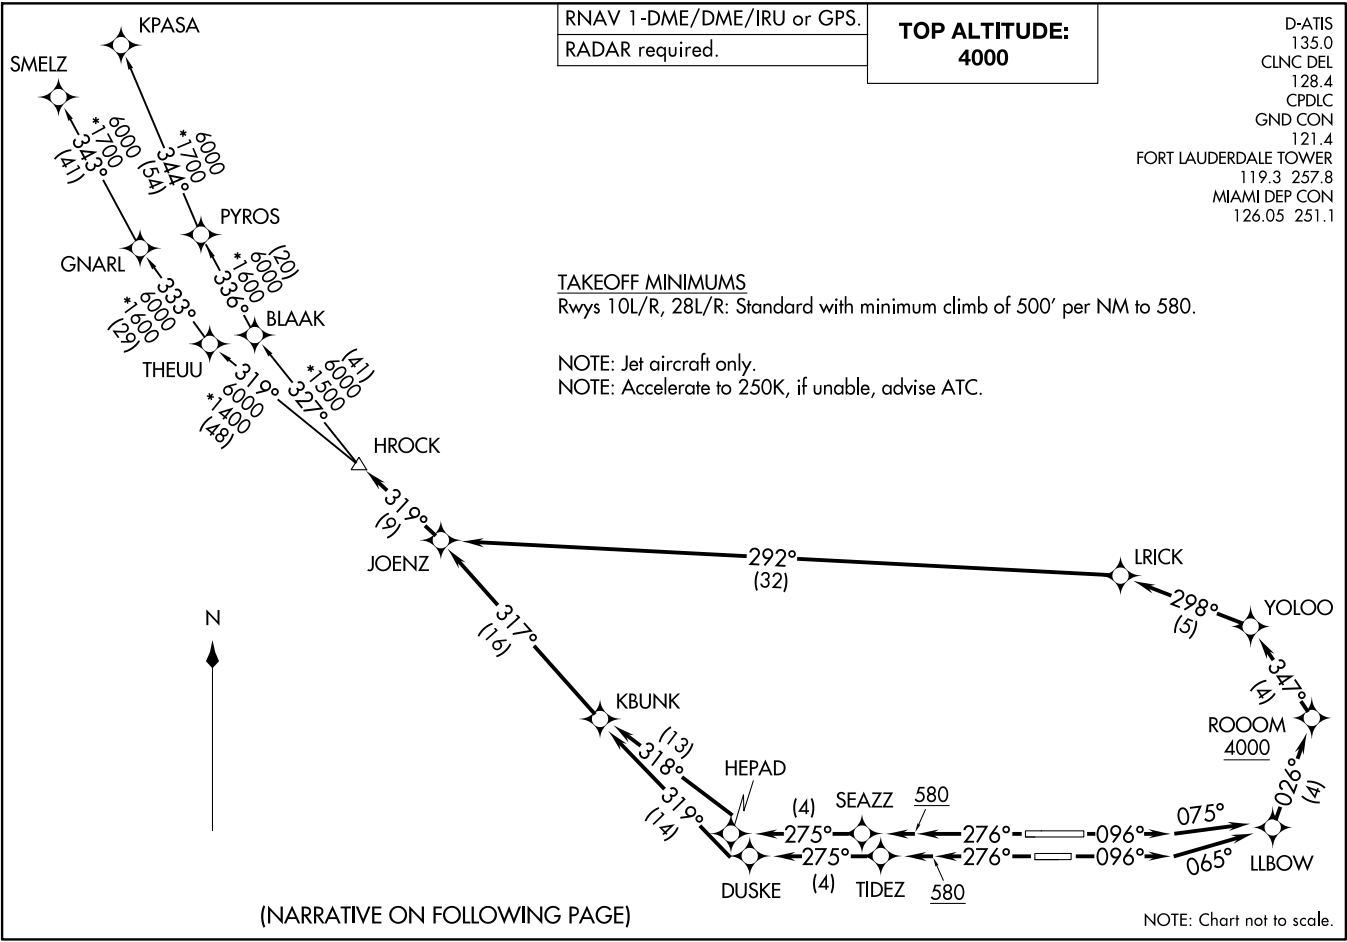 RNAV 1-DME/DME/IRU or GPS.
RADAR required.
TOP ALTITUDE:
4000
D-ATIS
135.0
CLNC DEL
128.4
CPDLC
GND CON
121.4
FORT LAUDERDALE TOWER
119.3 257.8
MIAMI DEP CON
126.05 251.1
KPASA
SMELZ
6000
*1700
343°
(41)
6000
*1700
344°
(54)
PYROS
GNARL
(20)
6000
*1600
336°
333°
6000
*1600
(29)
BLAAK
THEUU
(41)
6000
*1500
327°
319°
6000
*1400
(48)
TAKEOFF MINIMUMS
Rwys 10L/R, 28L/R: Standard with minimum climb of 500' per NM to 580.
NOTE: Jet aircraft only.
NOTE: Accelerate to 250K, if unable, advise ATC.
HROCK
319°
(9)
JOENZ
292°
(32)
LRICK
298°
(5)
YOLOO
347°
(4)
ROOOM
4000
026°
(4)
N
317°
(16)
KBUNK
(13)
318°
319°
(14)
HEPAD
(4)
275°
SEAZZ
580
276°
096°
075°
275°
(4)
276°
096°
065°
LLBOW
DUSKE
TIDEZ
580
(NARRATIVE ON FOLLOWING PAGE)
NOTE: Chart not to scale.